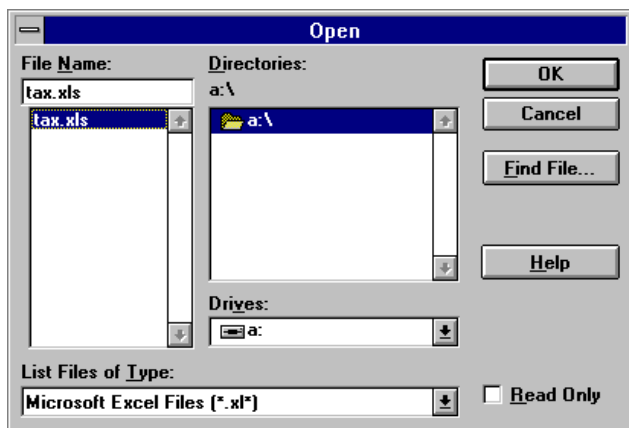 Open
File Name:
tax.xls
tax.xls
Directories:
a:\
a:\
Drives:
a:
List Files of Type:
Microsoft Excel Files (*.xl*)
OK
Cancel
Find File...
Help
Read Only